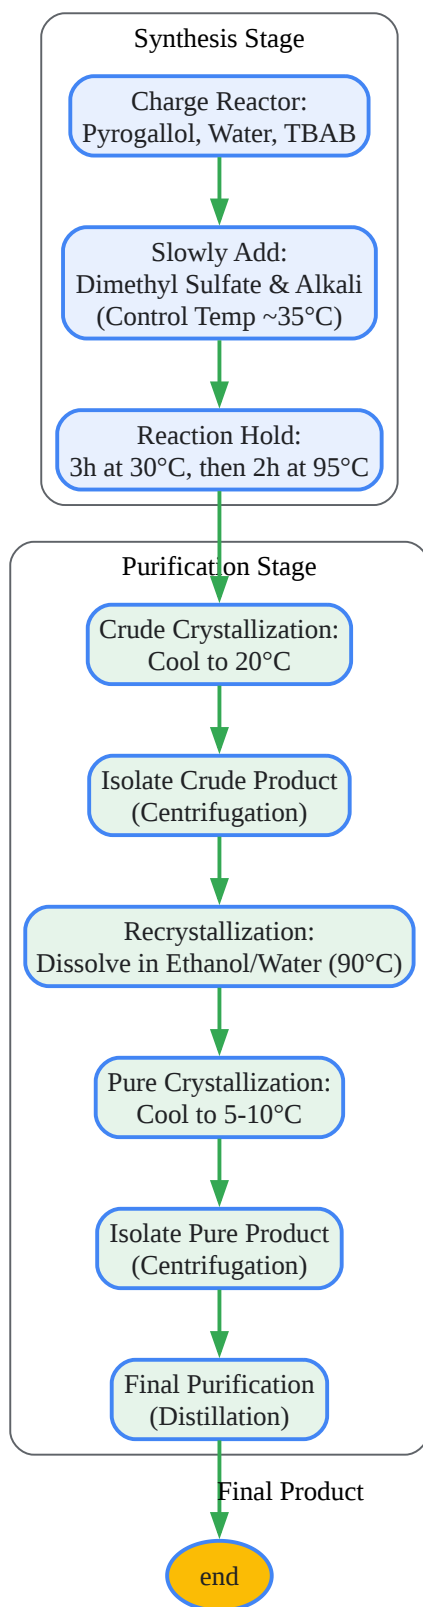 Synthesis Stage
Charge Reactor:
Pyrogallol, Water, TBAB
Slowly Add:
Dimethyl Sulfate & Alkali
(Control Temp ~35°C)
Reaction Hold:
3h at 30°C, then 2h at 95°C
Purification Stage
Crude Crystallization:
Cool to 20°C
Isolate Crude Product
(Centrifugation)
Recrystallization:
Dissolve in Ethanol/Water (90°C)
Pure Crystallization:
Cool to 5-10°C
Isolate Pure Product
(Centrifugation)
Final Purification
(Distillation)
Final Product
end